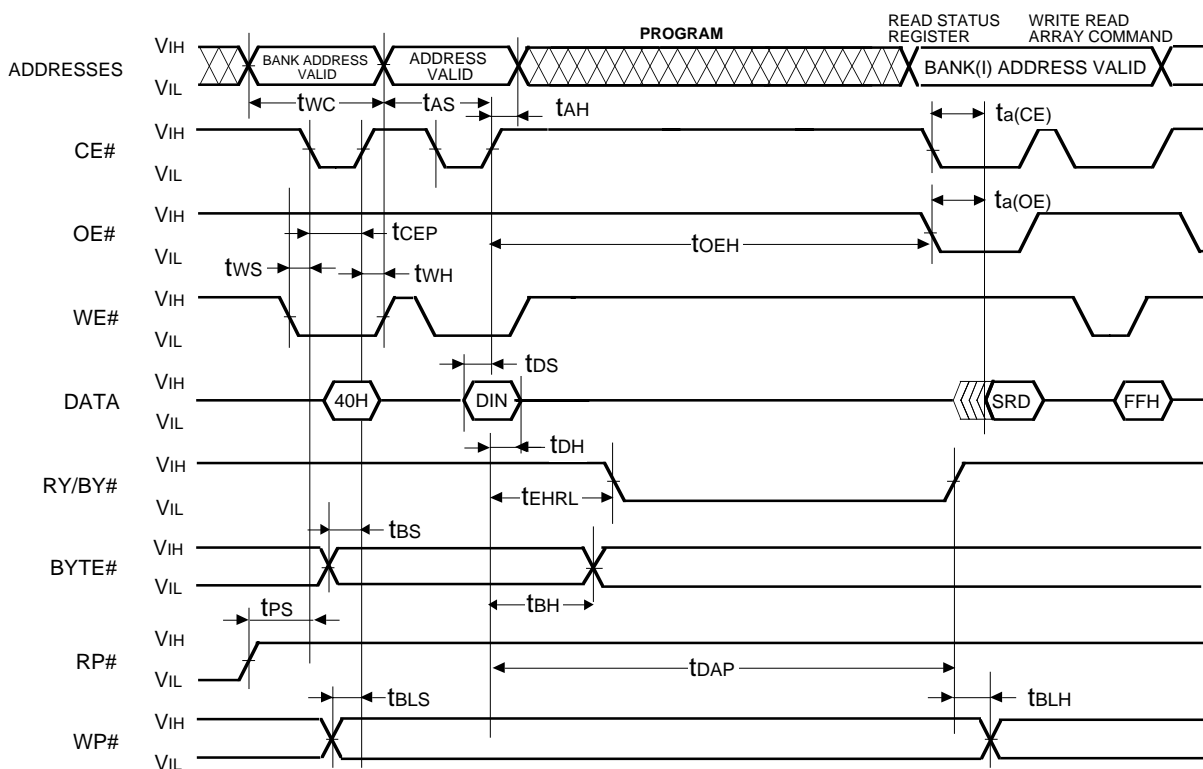 PROGRAM
READ STATUS REGISTER
WRITE READ ARRAY COMMAND
ADDRESSES
VIH
VIL
BANK ADDRESS VALID
ADDRESS VALID
BANK(I) ADDRESS VALID
tWC
tAS
tAH
ta(CE)
CE#
VIH
VIL
ta(OE)
OE#
VIH
VIL
tCEP
tOEH
tWS
tWH
WE#
VIH
VIL
tDS
DATA
VIH
VIL
40H
DIN
SRD
FFH
tDH
RY/BY#
VIH
VIL
tEHRL
tBS
BYTE#
VIH
VIL
tBH
tPS
RP#
VIH
VIL
tDAP
tBLS
tBLH
WP#
VIH
VIL